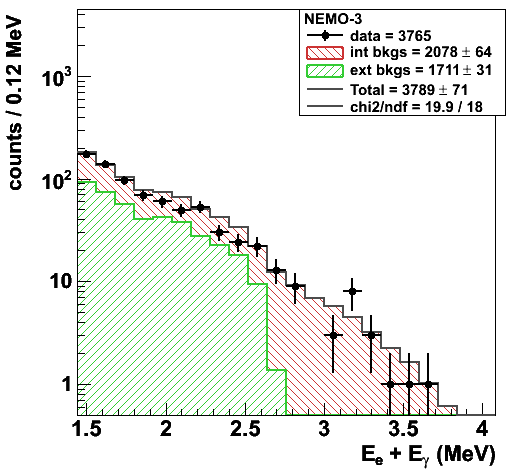 NEMO-3
data = 3765
int bkgs = 2078 ± 64
ext bkgs = 1711 ± 31
Total = 3789 ± 71
chi2/ndf = 19.9 / 18
counts / 0.12 MeV
10³
10²
10
1
1.5 2 2.5 3 3.5 4
Eₑ + Eᵧ (MeV)